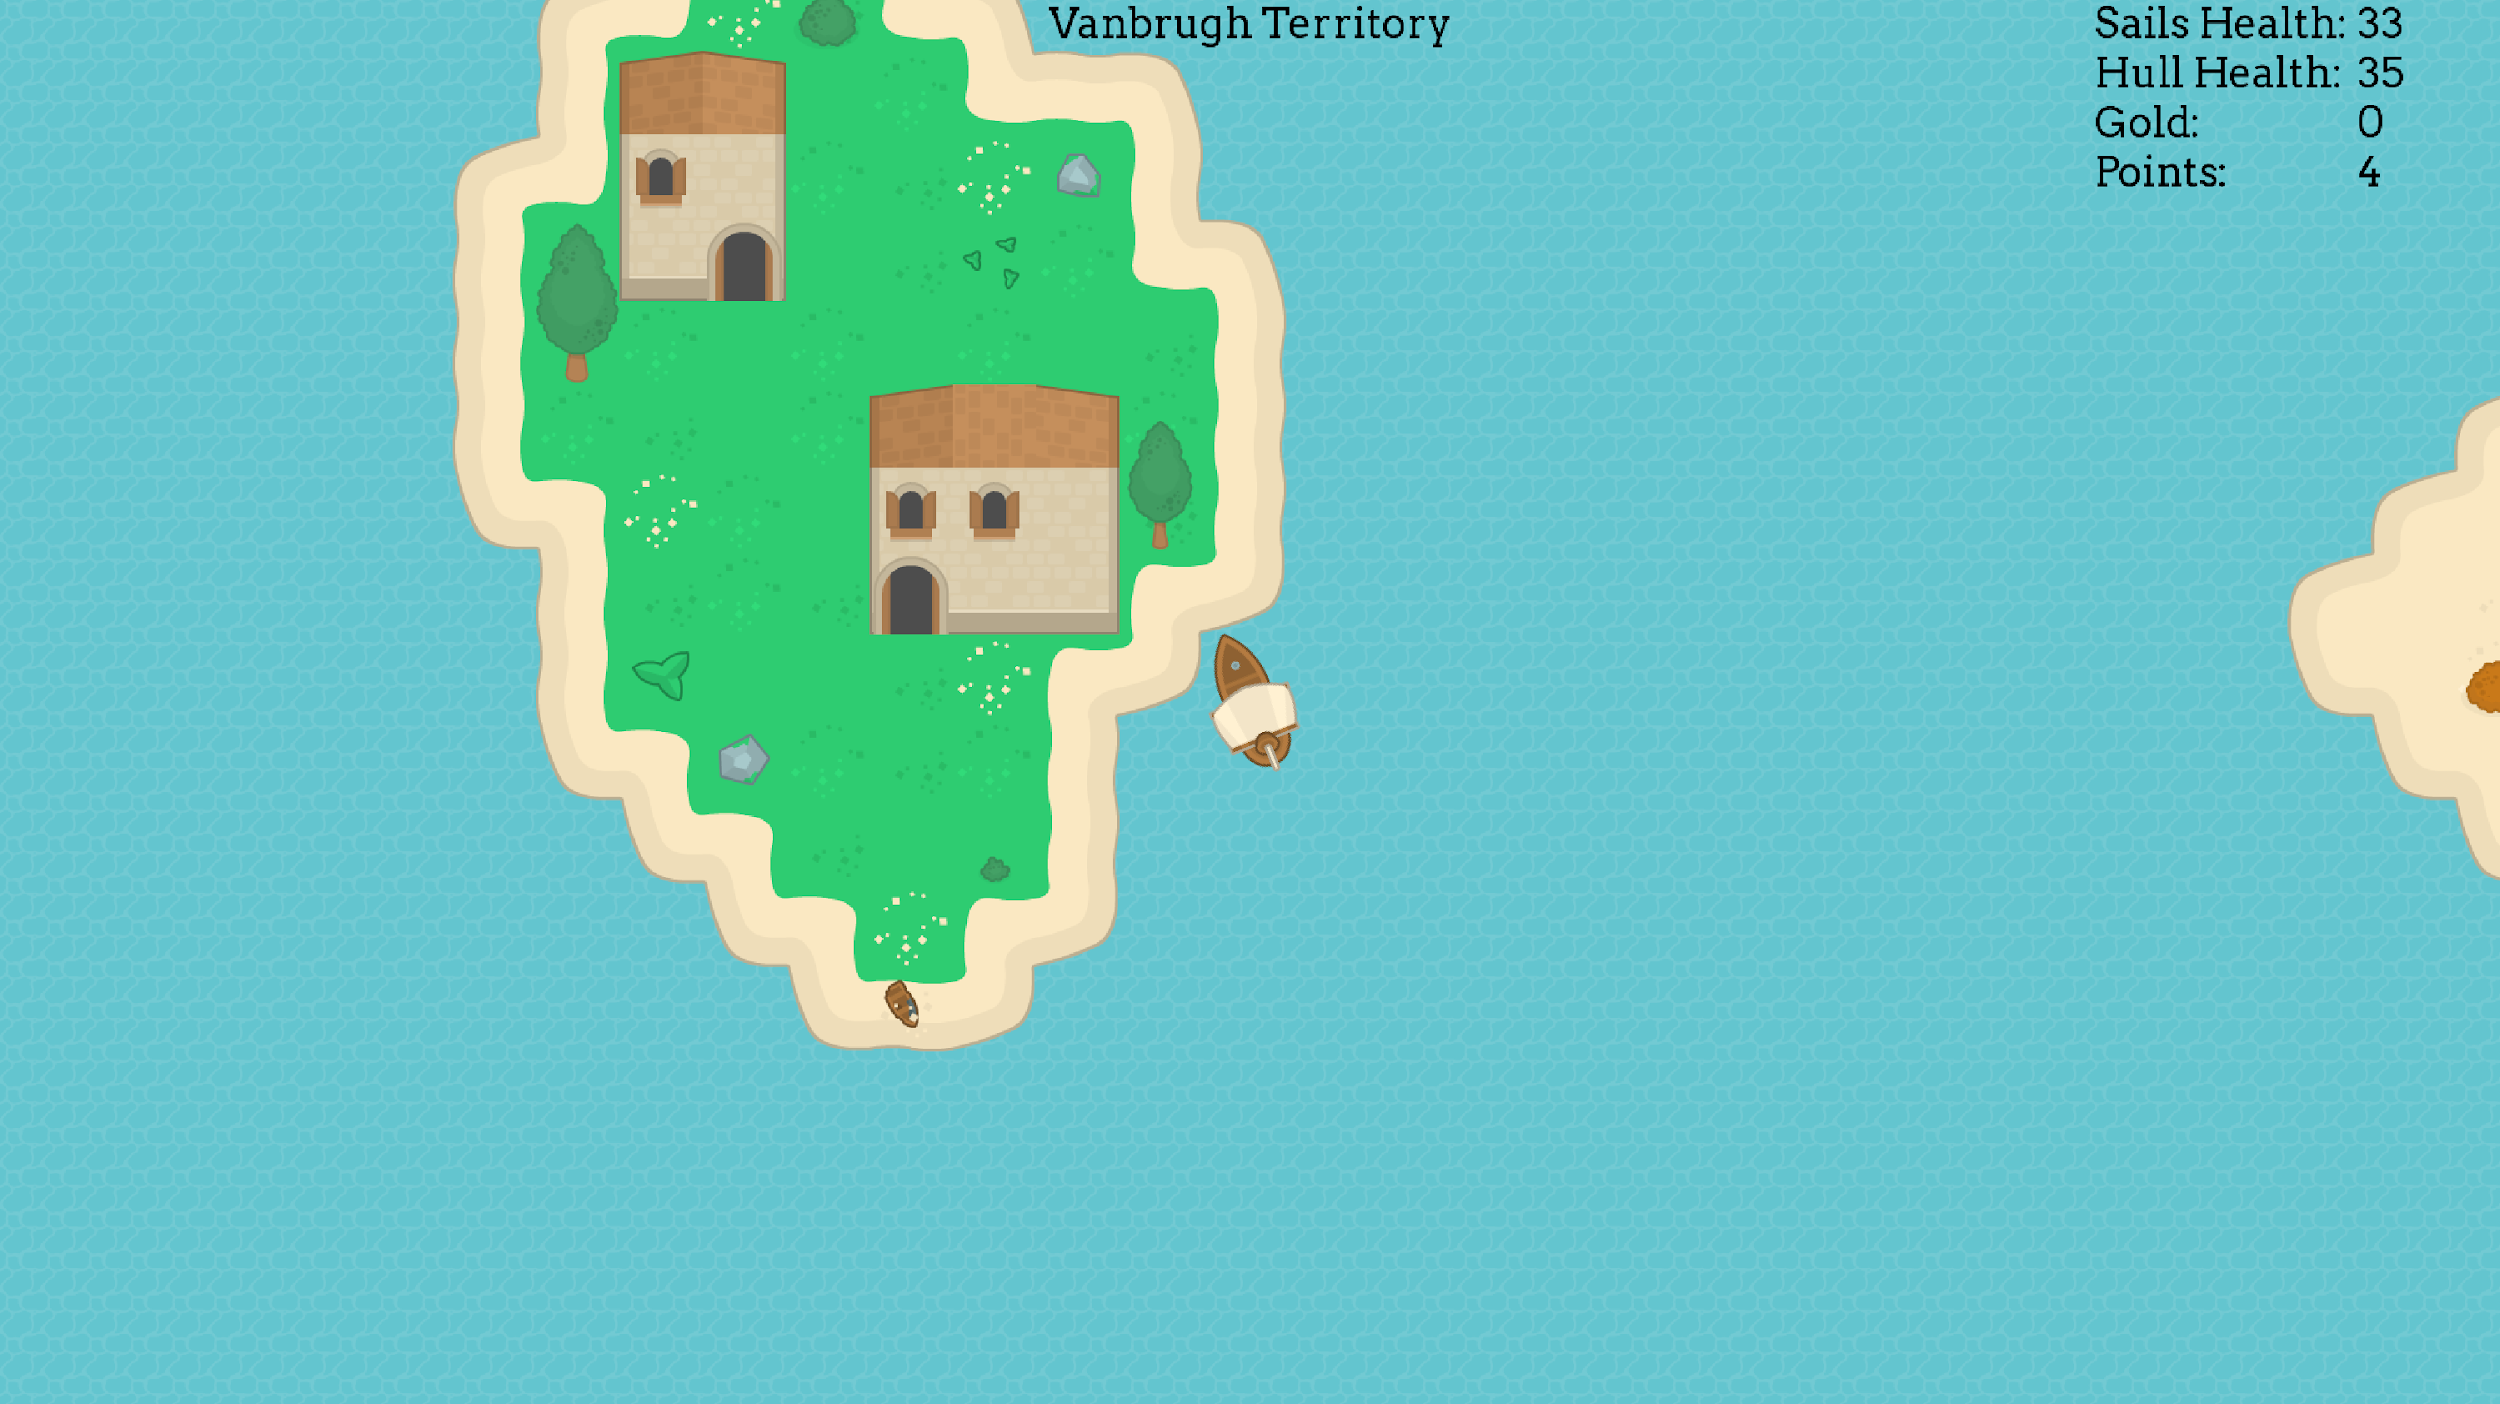 Vanbrugh Territory
Sails Health: 33
Hull Health: 35
Gold: 0
Points: 4